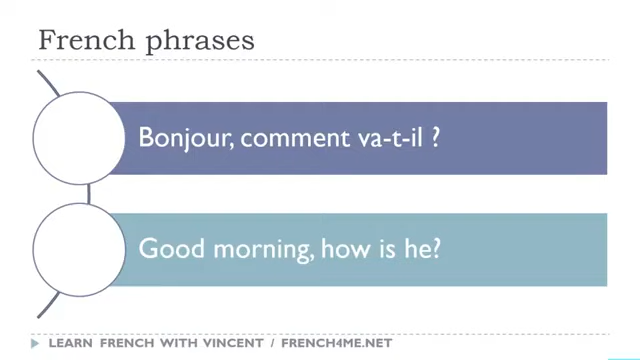 French phrases
Bonjour, comment va-t-il ?
Good morning, how is he?
LEARN FRENCH WITH VINCENT / FRENCH4ME.NET